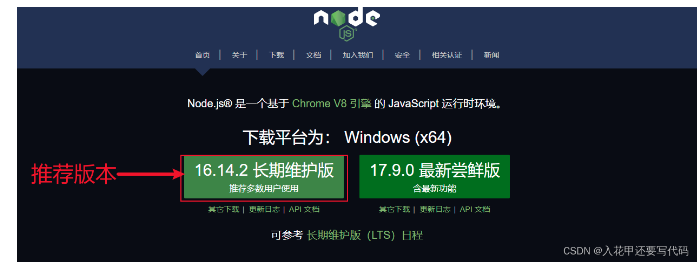 node
JS
首页 | 关于 | 下载 | 文档 | 加入我们 | 安全 | 相关认证 | 新闻
Node.js® 是一个基于 Chrome V8 引擎 的 JavaScript 运行时环境。
下载平台为： Windows (x64)
推荐版本
16.14.2 长期维护版
推荐多数用户使用
17.9.0 最新尝鲜版
含最新功能
其它下载 | 更新日志 | API 文档
其它下载 | 更新日志 | API 文档
可参考 长期维护版（LTS）日程
CSDN @入花甲还要写代码